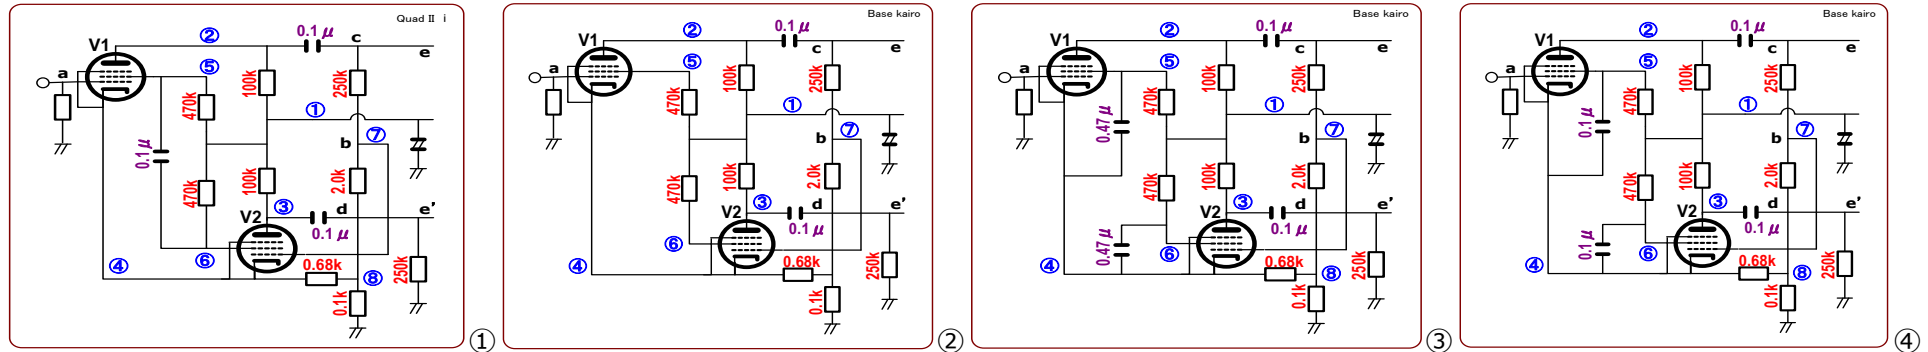 Quad II i
V1
a
②
0.1μ
c
e
⑤
470k
100k
250k
①
⑦
0.1μ
b
470k
100k
2.0k
③
d
e'
V2
0.1μ
④
⑥
0.68k
⑧
250k
0.1k
①
Base kairo
V1
a
②
0.1μ
c
e
⑤
470k
100k
250k
①
⑦
b
470k
100k
2.0k
③
d
e'
V2
0.1μ
⑥
④
0.68k
250k
0.1k
②
Base kairo
V1
a
②
0.1μ
c
e
⑤
0.47μ
470k
100k
250k
①
⑦
b
470k
100k
2.0k
③
d
e'
V2
0.1μ
0.47μ
⑥
④
0.68k
⑧
250k
0.1k
③
Base kairo
V1
a
②
0.1μ
c
e
⑤
0.1μ
470k
100k
250k
①
⑦
b
470k
100k
2.0k
③
d
e'
V2
0.1μ
0.1μ
⑥
④
0.68k
⑧
250k
0.1k
④